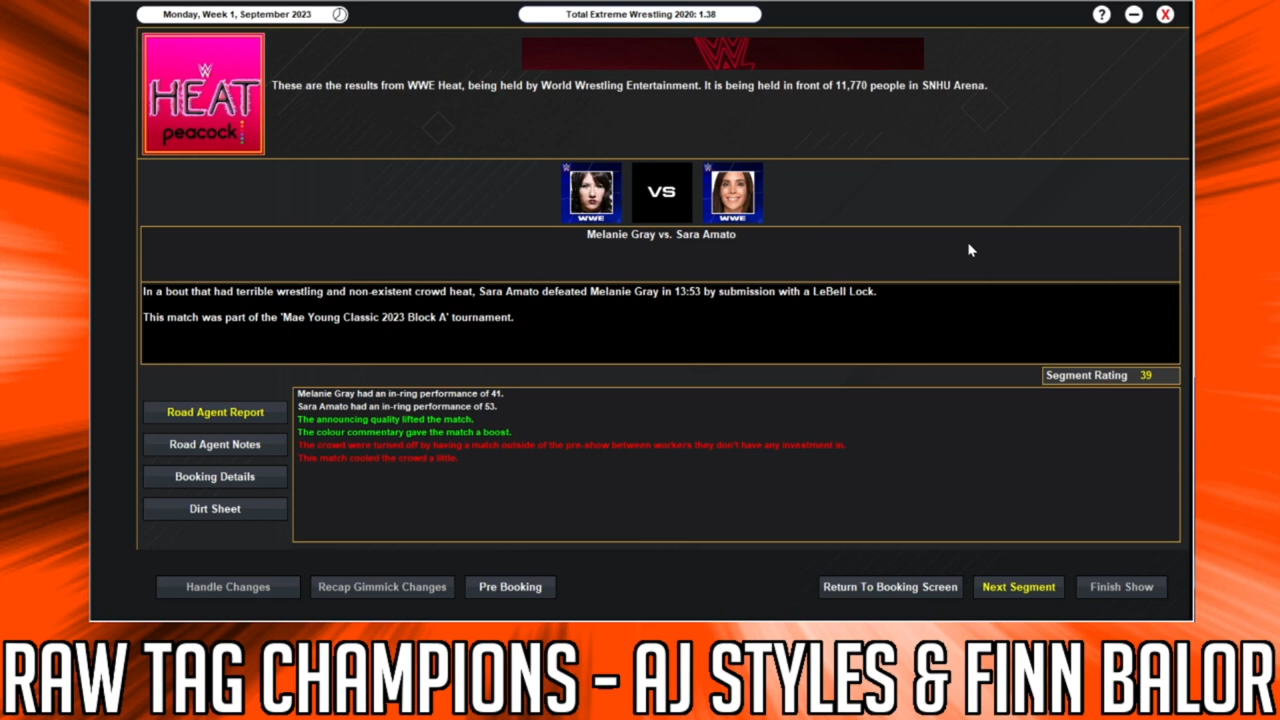 Monday, Week 1, September 2023
Total Extreme Wrestling 2020: 1.38
?
X
W
HEAT
peacock
These are the results from WWE Heat, being held by World Wrestling Entertainment. It is being held in front of 11,770 people in SNHU Arena.
WWE
VS
WWE
Melanie Gray vs. Sara Amato
In a bout that had terrible wrestling and non-existent crowd heat, Sara Amato defeated Melanie Gray in 13:53 by submission with a LeBell Lock.
This match was part of the 'Mae Young Classic 2023 Block A' tournament.
Segment Rating 39
Road Agent Report
Road Agent Notes
Booking Details
Dirt Sheet
Melanie Gray had an in-ring performance of 41.
Sara Amato had an in-ring performance of 53.
The announcing quality lifted the match.
The colour commentary gave the match a boost.
The crowd were turned off by having a match outside of the pre-show between workers they don't have any investment in.
This match cooled the crowd a little.
Handle Changes
Recap Gimmick Changes
Pre Booking
Return To Booking Screen
Next Segment
Finish Show
RAW TAG CHAMPIONS - AJ STYLES & FINN BALOR